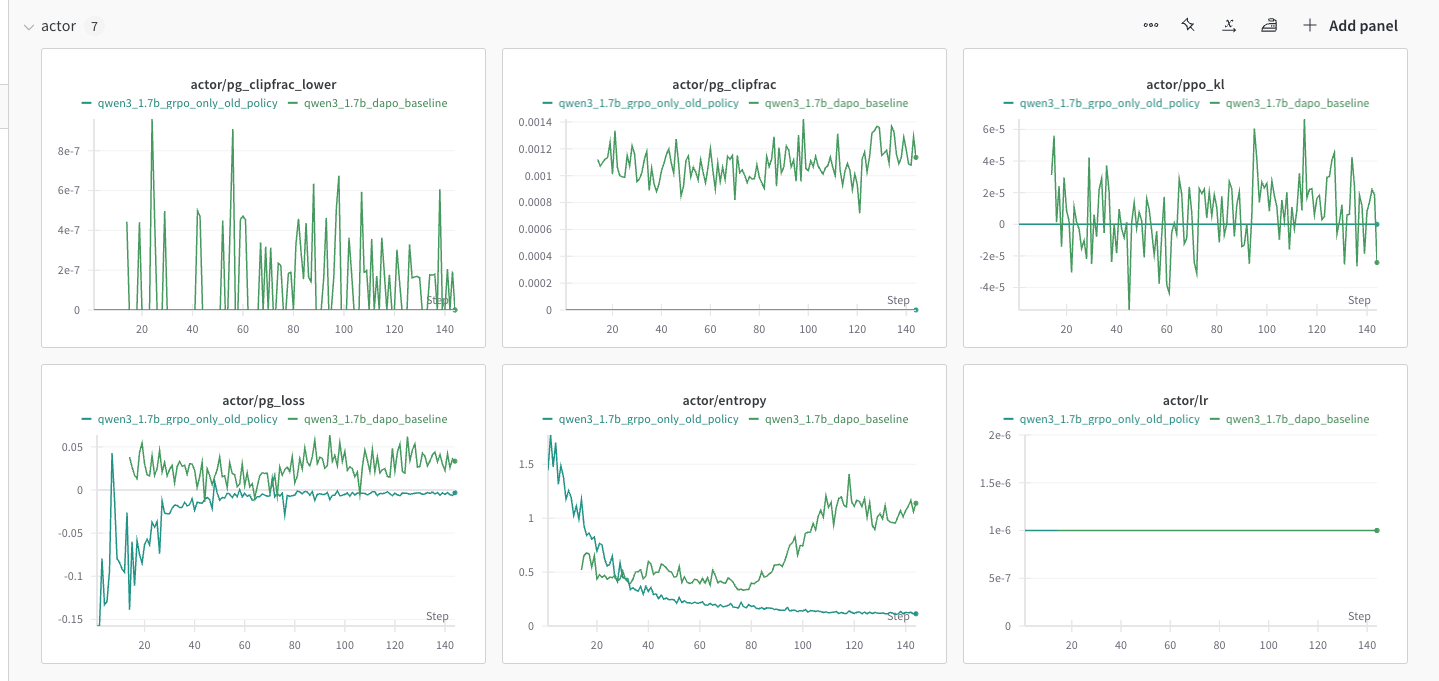 actor 7
Add panel
actor/pg_clipfrac_lower
qwen3_1.7b_grpo_only_old_policy qwen3_1.7b_dapo_baseline
8e-7
6e-7
4e-7
2e-7
0
Step
20 40 60 80 100 120 140
actor/pg_clipfrac
qwen3_1.7b_grpo_only_old_policy qwen3_1.7b_dapo_baseline
0.0014
0.0012
0.001
0.0008
0.0006
0.0004
0.0002
0
Step
20 40 60 80 100 120 140
actor/ppo_kl
qwen3_1.7b_grpo_only_old_policy qwen3_1.7b_dapo_baseline
6e-5
4e-5
2e-5
0
-2e-5
-4e-5
Step
20 40 60 80 100 120 140
actor/pg_loss
qwen3_1.7b_grpo_only_old_policy qwen3_1.7b_dapo_baseline
0.05
0
-0.05
-0.1
-0.15
Step
20 40 60 80 100 120 140
actor/entropy
qwen3_1.7b_grpo_only_old_policy qwen3_1.7b_dapo_baseline
1.5
1
0.5
0
Step
20 40 60 80 100 120 140
actor/lr
qwen3_1.7b_grpo_only_old_policy qwen3_1.7b_dapo_baseline
2e-6
1.5e-6
1e-6
5e-7
0
Step
20 40 60 80 100 120 140